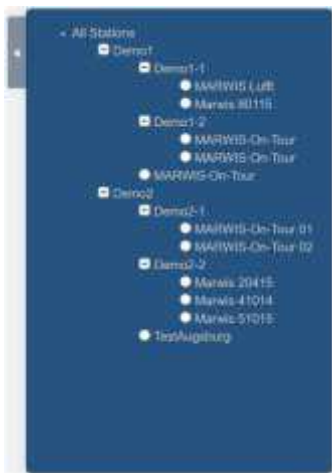 All Stations
Demo1
Demo1-1
MARWIS Lufft
Marwis 80115
Demo1-2
MARWIS-On-Tour
MARWIS-On-Tour
MARWIS-On-Tour
Demo2
Demo2-1
MARWIS-On-Tour 01
MARWIS-On-Tour 02
Demo2-2
Marwis 20415
Marwis-41014
Marwis-51015
TestAugsburg